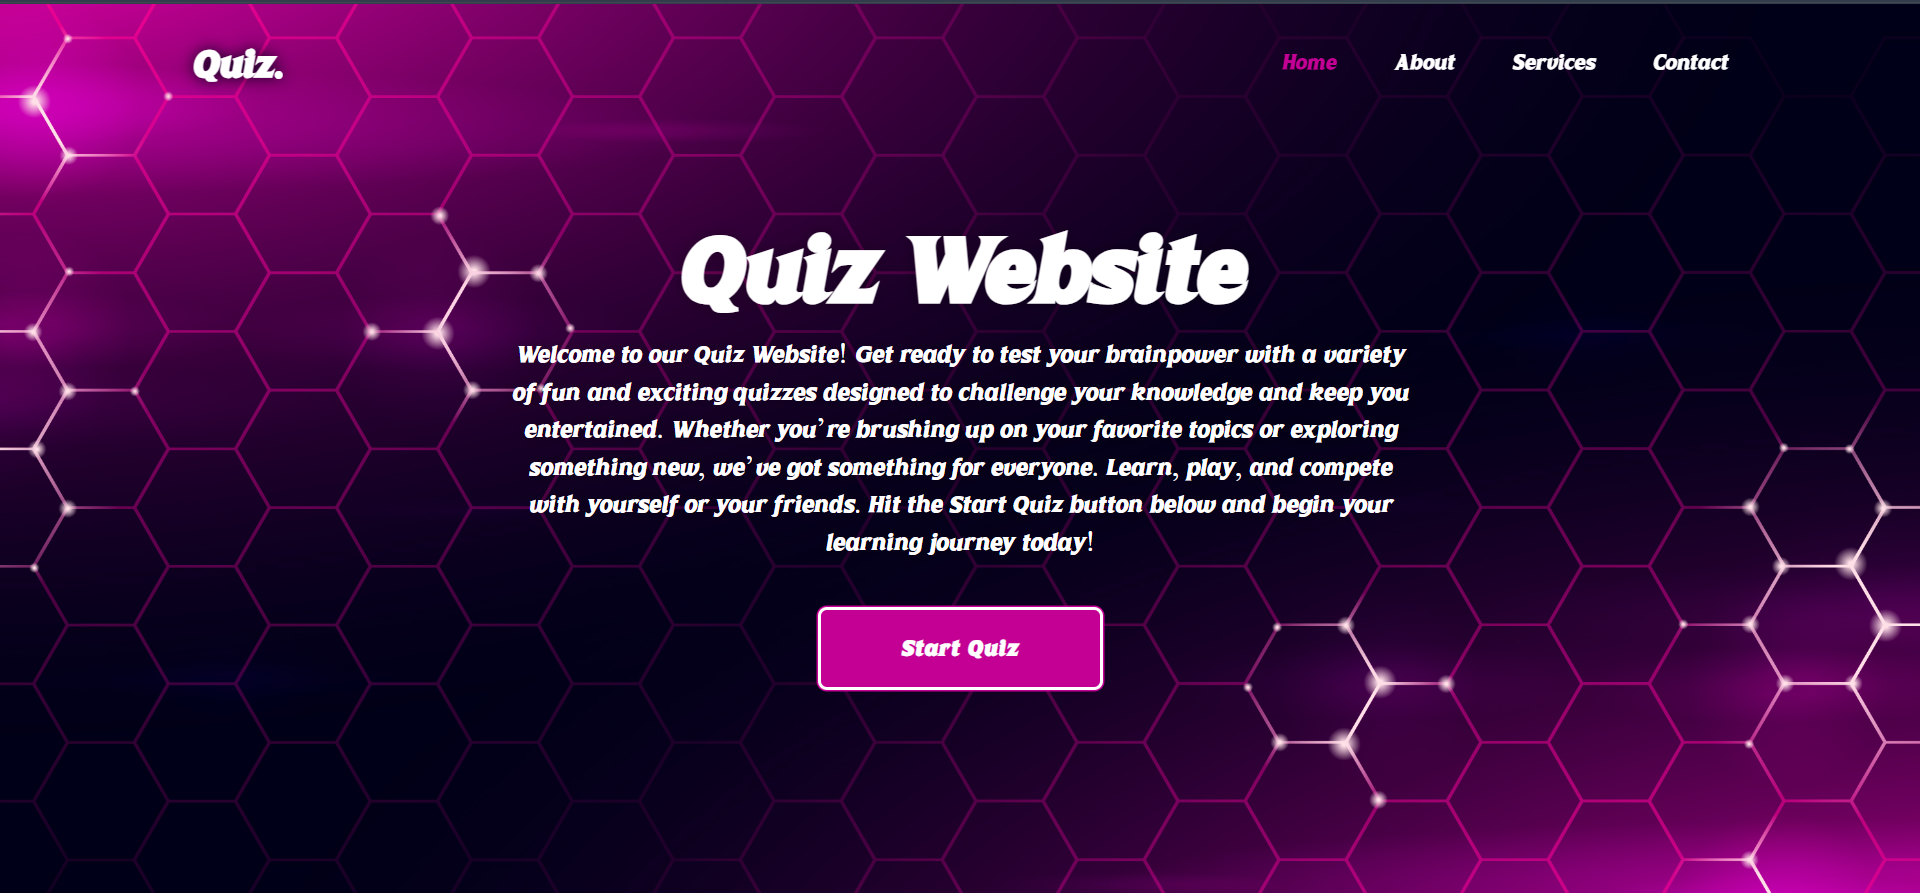 Quiz.
Home About Services Contact
Quiz Website
Welcome to our Quiz Website! Get ready to test your brainpower with a variety
of fun and exciting quizzes designed to challenge your knowledge and keep you
entertained. Whether you’re brushing up on your favorite topics or exploring
something new, we’ve got something for everyone. Learn, play, and compete
with yourself or your friends. Hit the Start Quiz button below and begin your
learning journey today!
Start Quiz